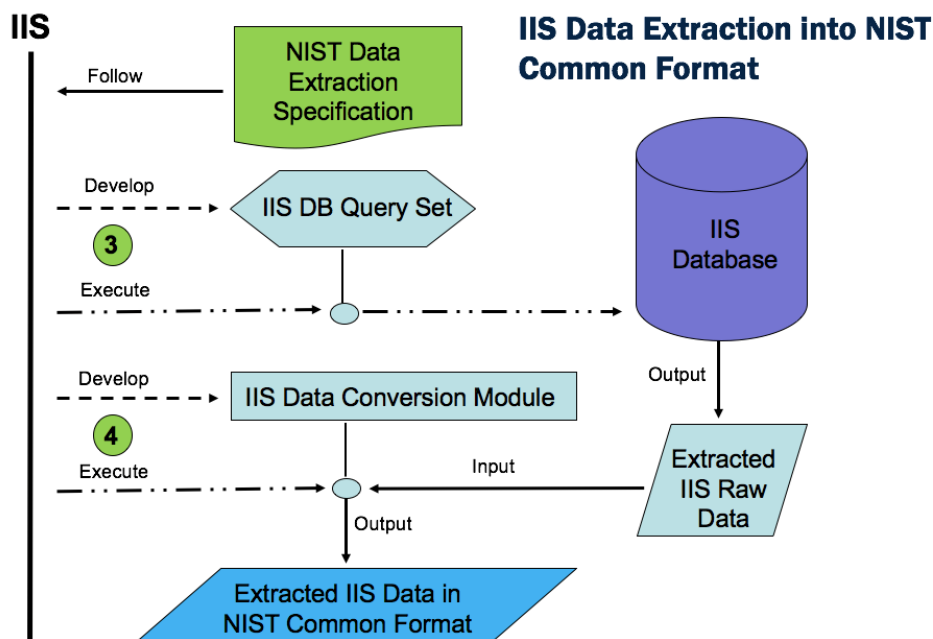 IIS
IIS Data Extraction into NIST
Common Format
NIST Data
Extraction
Specification
Follow
Develop
IIS DB Query Set
3
IIS
Database
Execute
Output
Develop
IIS Data Conversion Module
4
Execute
Input
Extracted
IIS Raw
Data
Output
Extracted IIS Data in
NIST Common Format